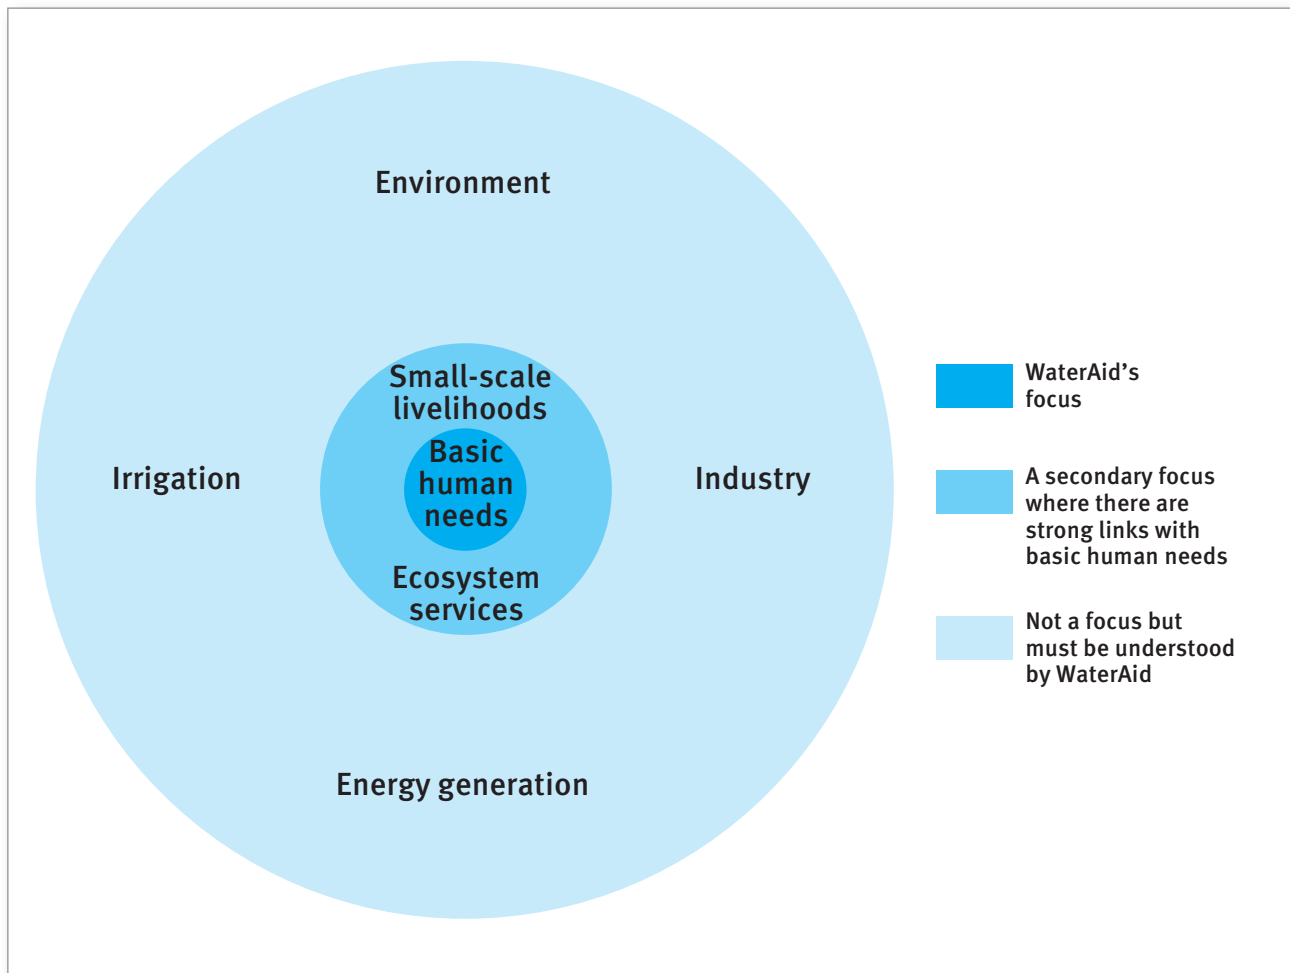 Environment
Small-scale
livelihoods
Basic
human
needs
Irrigation
Industry
Ecosystem
services
Energy generation
WaterAid’s
focus
A secondary focus
where there are
strong links with
basic human needs
Not a focus but
must be understood
by WaterAid